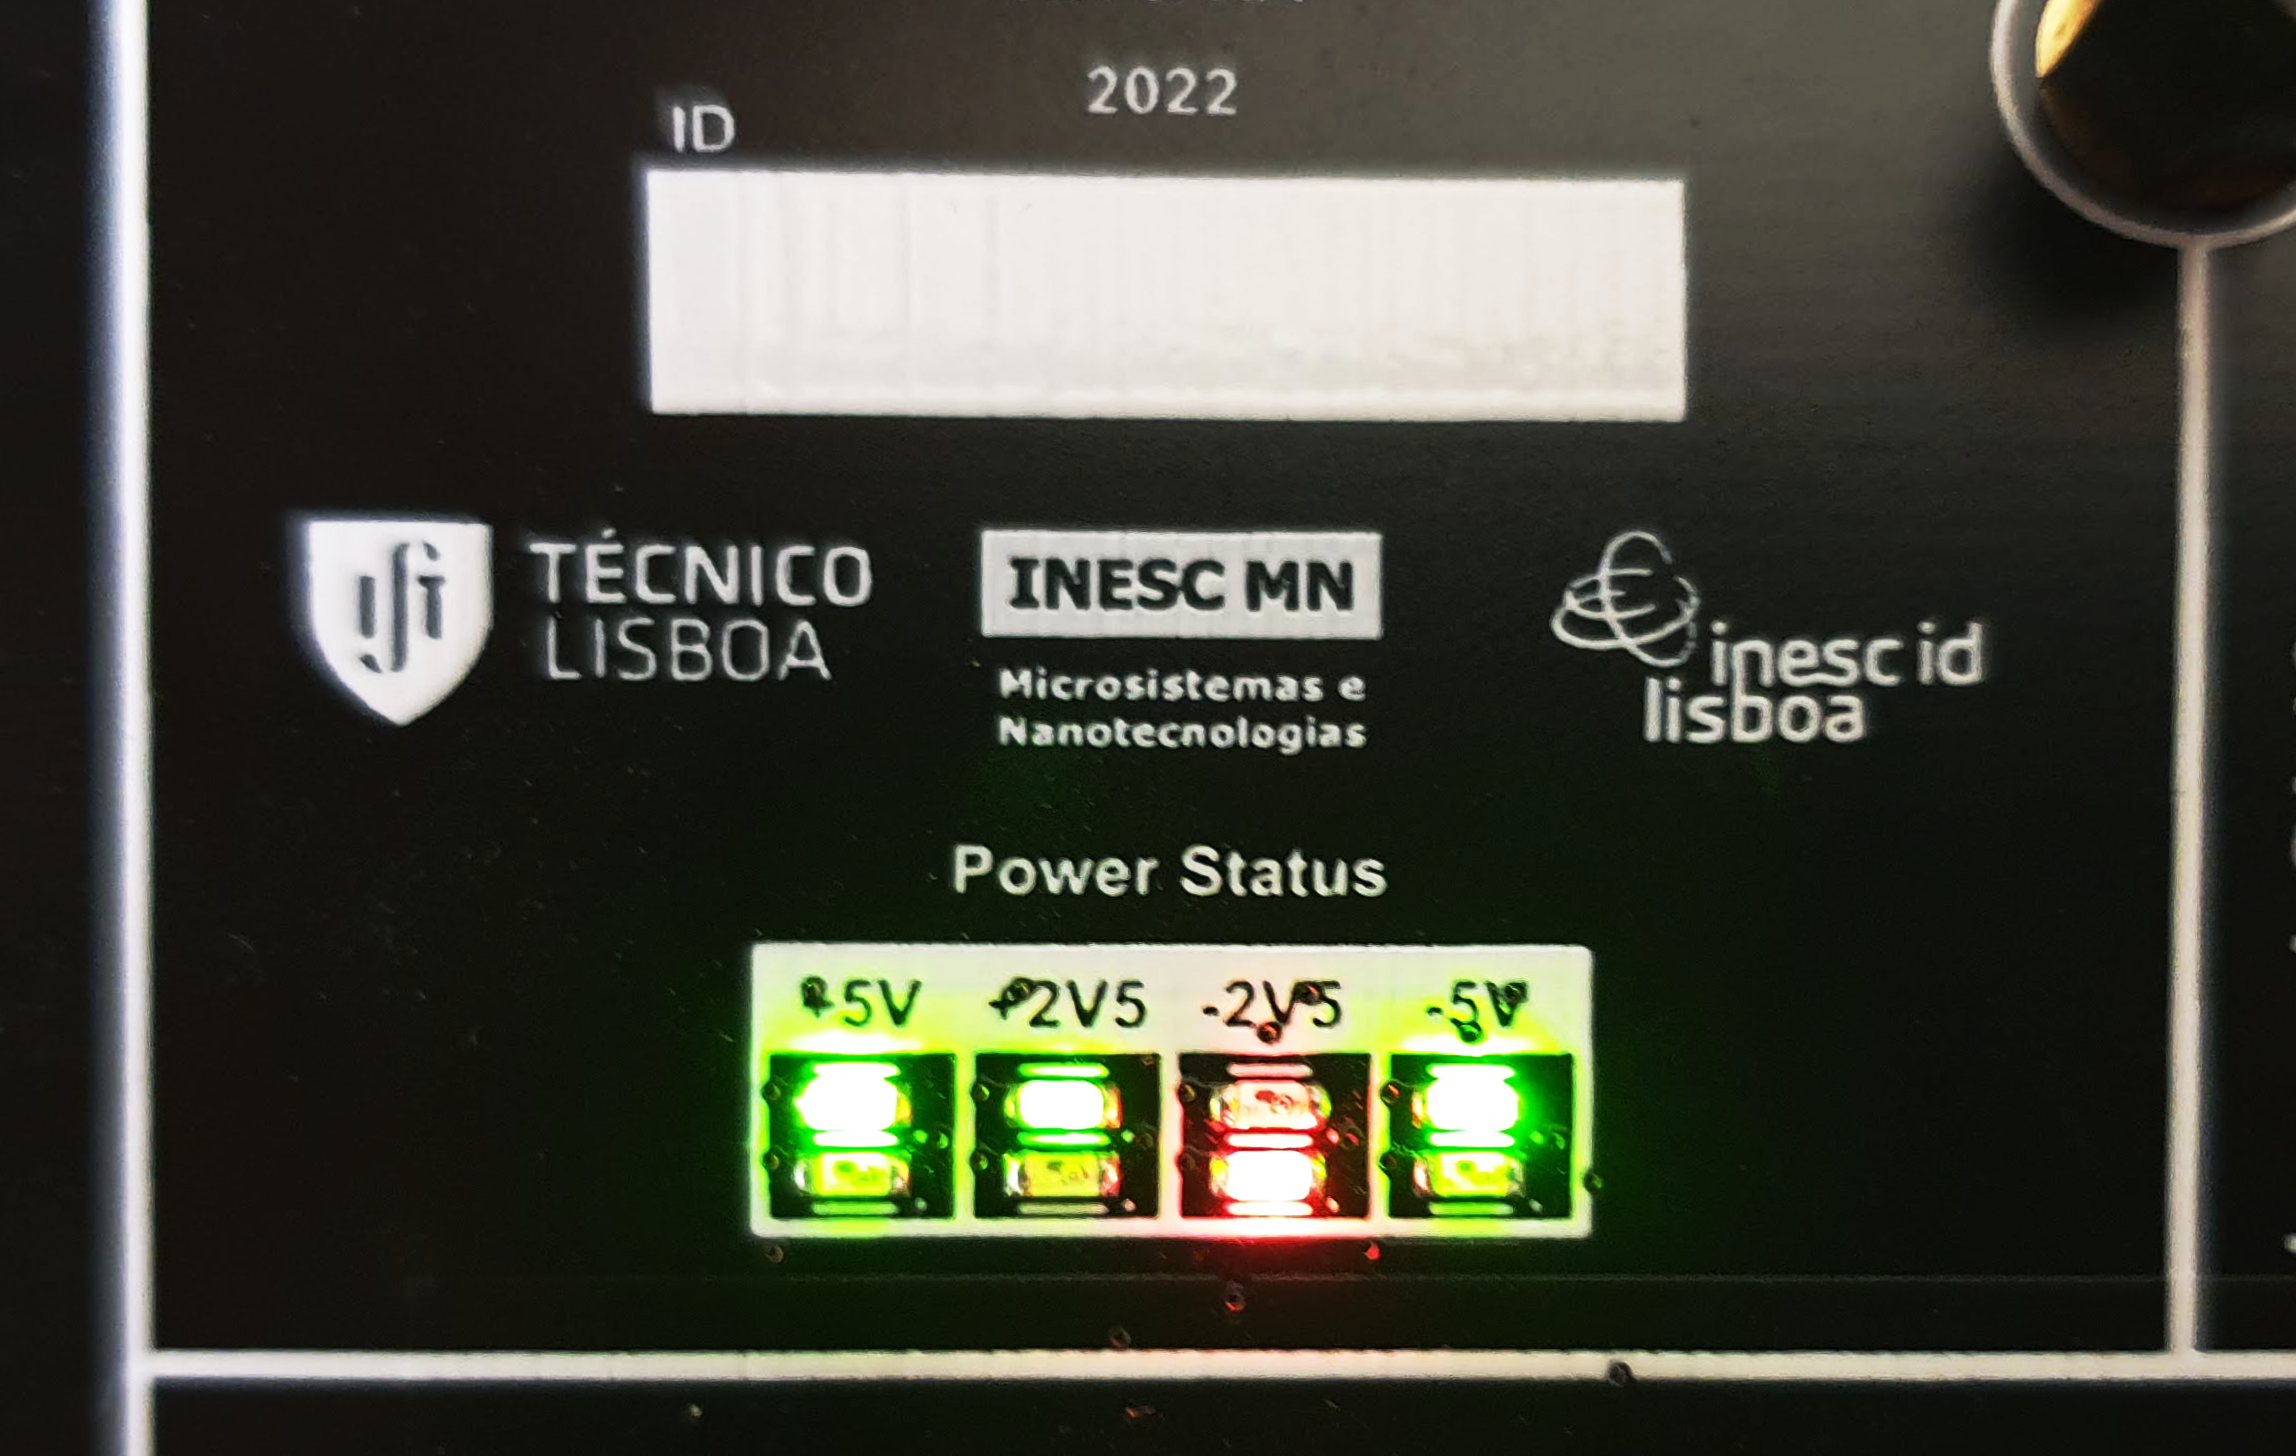 2022
ID
TÉCNICO
LISBOA
INESC MN
Microsistemas e
Nanotecnologias
inesc id
lisboa
Power Status
+5V +2V5 -2V5 -5V